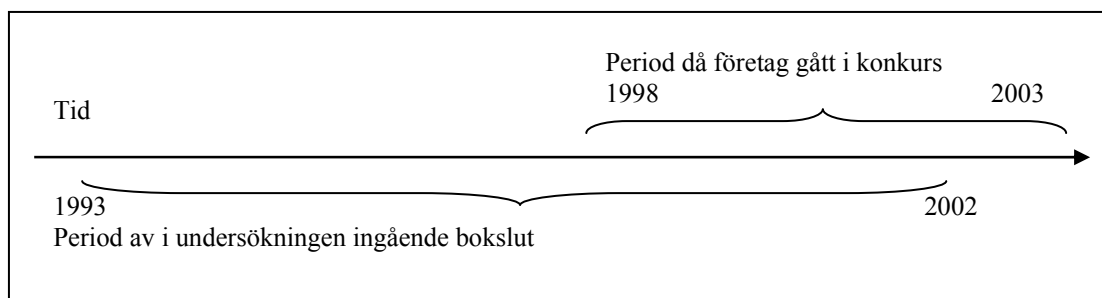 Period då företag gått i konkurs
1998 2003
Tid
1993 2002
Period av i undersökningen ingående bokslut